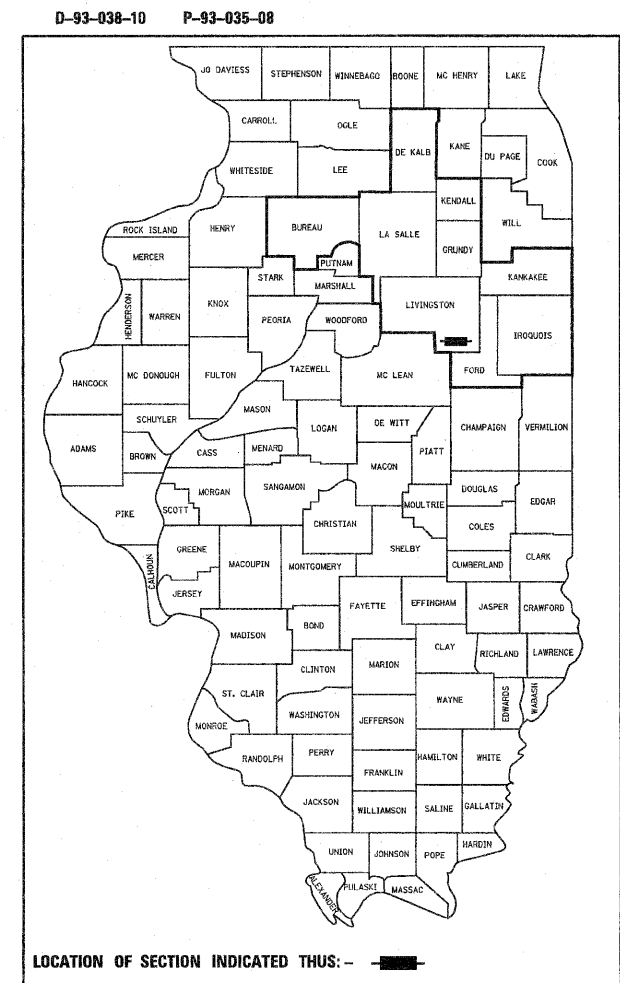 D-93-038-10 P-93-035-08
JO DAVIESS STEPHENSON WINNEBAGO BOONE MC HENRY LAKE
CARROLL OGLE DE KALB KANE DU PAGE COOK
WHITESIDE LEE KENDALL
ROCK ISLAND HENRY BUREAU LA SALLE GRUNDY WILL
MERCER PUTNAM
STARK MARSHALL KANKAKEE
HENDERSON WARREN KNOX PEORIA WOODFORD LIVINGSTON IROQUOIS
HANCOCK MC DONOUGH FULTON TAZEWELL MC LEAN FORD
SCHUYLER MASON LOGAN DE WITT CHAMPAIGN VERMILION
ADAMS BROWN CASS MENARD PIATT
MACON
PIKE SCOTT MORGAN SANGAMON MOULTRIE DOUGLAS EDGAR
CHRISTIAN COLES
CALHOUN GREENE MACOUPIN MONTGOMERY SHELBY CUMBERLAND CLARK
JERSEY FAYETTE EFFINGHAM JASPER CRAWFORD
MADISON BOND
CLINTON MARION CLAY RICHLAND LAWRENCE
ST. CLAIR WASHINGTON WAYNE EDWARDS WABASH
MONROE JEFFERSON
RANDOLPH PERRY HAMILTON WHITE
FRANKLIN
JACKSON WILLIAMSON SALINE GALLATIN
UNION JOHNSON POPE HARDIN
ALEXANDER PULASKI MASSAC
LOCATION OF SECTION INDICATED THUS: -